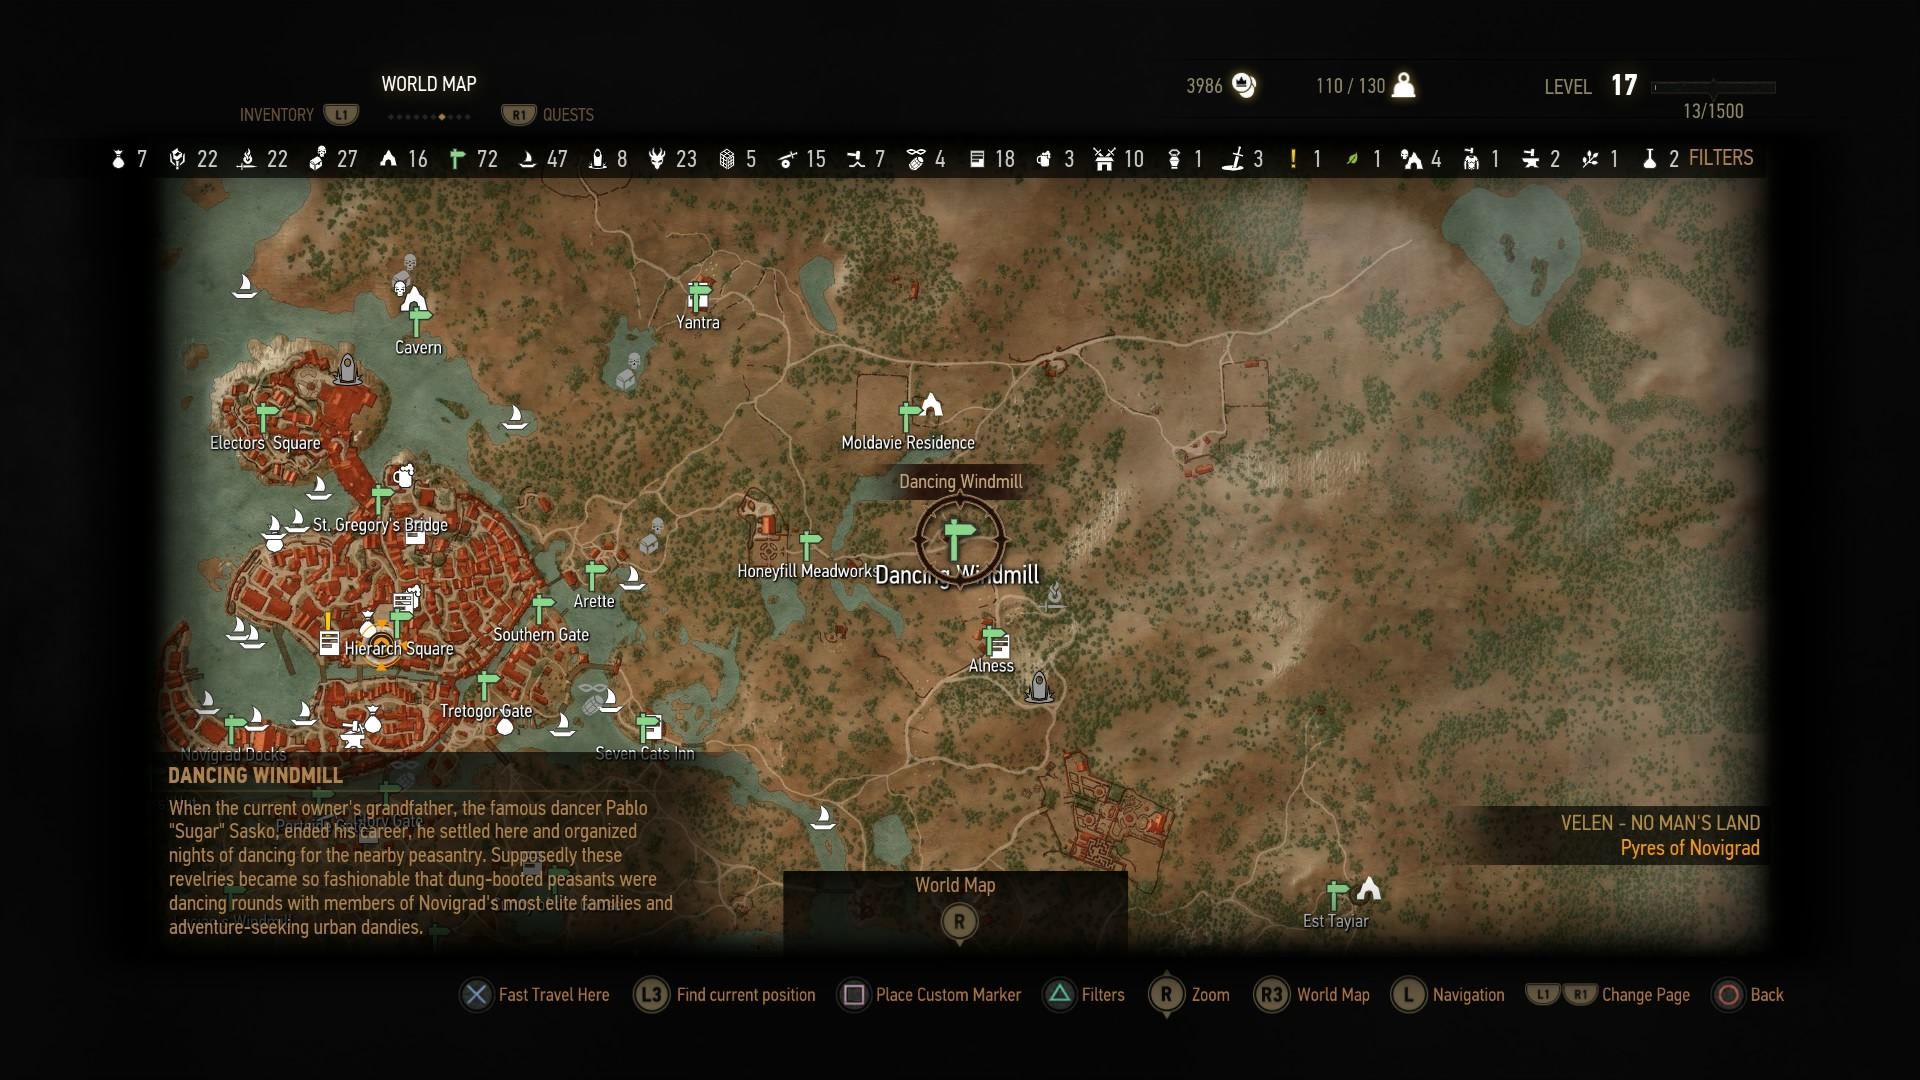 WORLD MAP
3986
110 / 130
LEVEL 17
13/1500
INVENTORY L1
R1 QUESTS
7 22 22 27 16 72 47 8 23 5 15 7 4 18 3 10 1 3 1 1 4 1 2 1 2 FILTERS
Yantra
Cavern
Electors' Square
Moldavie Residence
Dancing Windmill
St. Gregory's Bridge
Honeyfill Meadworks
Dancing Windmill
Arette
Southern Gate
Hierarch Square
Alness
Tretogor Gate
Novigrad Docks
Seven Cats Inn
DANCING WINDMILL
When the current owner's grandfather, the famous dancer Pablo
"Sugar" Sasko, ended his career, he settled here and organized
nights of dancing for the nearby peasantry. Supposedly these
revelries became so fashionable that dung-booted peasants were
dancing rounds with members of Novigrad's most elite families and
adventure-seeking urban dandies.
Glory Gate
VELEN - NO MAN'S LAND
Pyres of Novigrad
World Map
R
Est Tayiar
Fast Travel Here
L3 Find current position
Place Custom Marker
Filters
R Zoom
R3 World Map
L Navigation
L1 R1 Change Page
Back